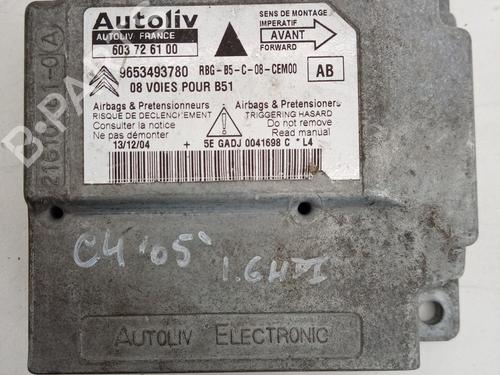 Autoliv
AUTOLIV FRANCE
603 72 61 00
SENS DE MONTAGE
IMPERATIF
AVANT
FORWARD
9653493780 RBG-B5-C-08-CEM00
AB
08 VOIES POUR B51
Airbags & Pretensionneurs
RISQUE DE DECLENCHEMENT
Consulter la notice
Ne pas démonter
Airbags & Pretensioners
TRIGGERING HASARD
Do not remove
Read manual
13/12/04 + 5E GADJ 0041698 C * L4
C4 '05' 1.6HDI
AUTOLIV ELECTRONIC